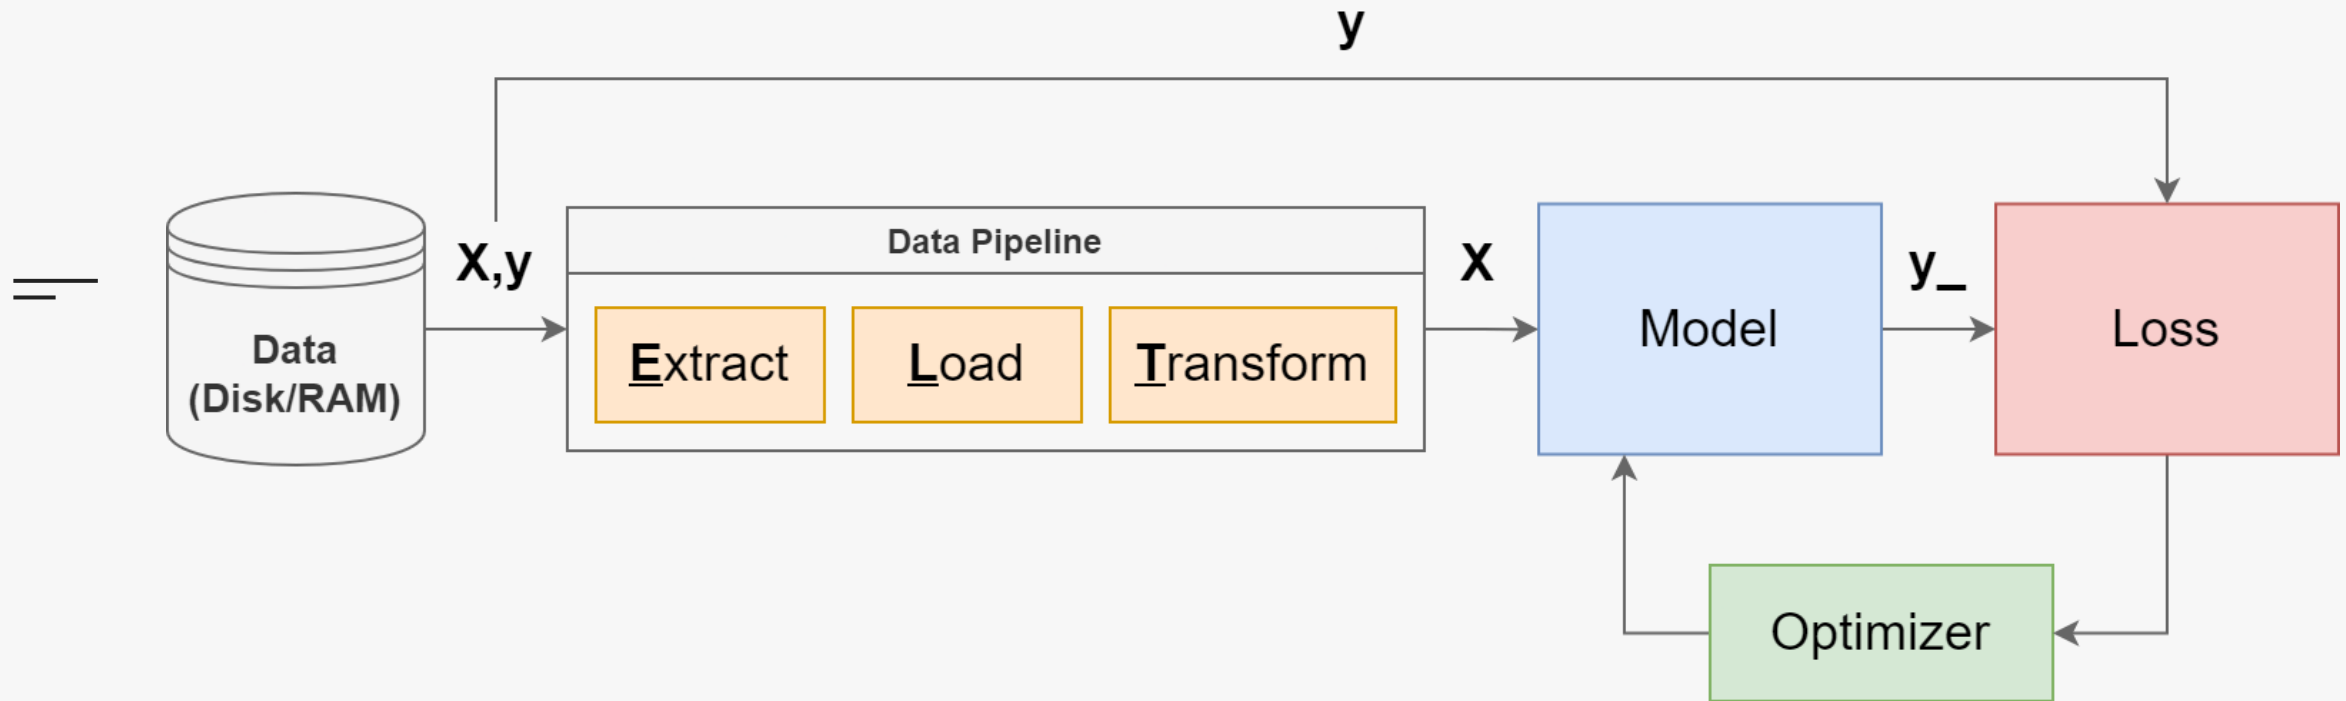 y
X,y
Data Pipeline
X
y_
Data
(Disk/RAM)
Extract
Load
Transform
Model
Loss
Optimizer